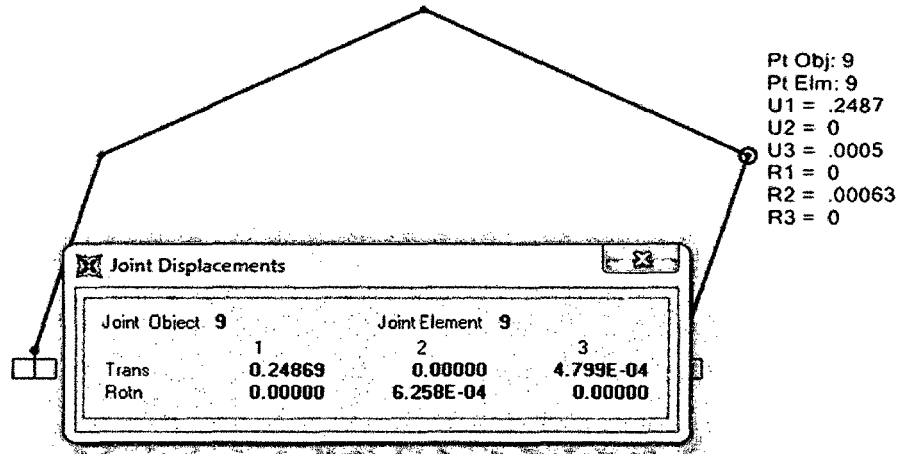 Pt Obj: 9
Pt Elm: 9
U1 = .2487
U2 = 0
U3 = .0005
R1 = 0
R2 = .00063
R3 = 0
Joint Displacements
Joint Object 9 Joint Element 9
1 2 3
Trans 0.24869 0.00000 4.799E-04
Rotn 0.00000 6.258E-04 0.00000